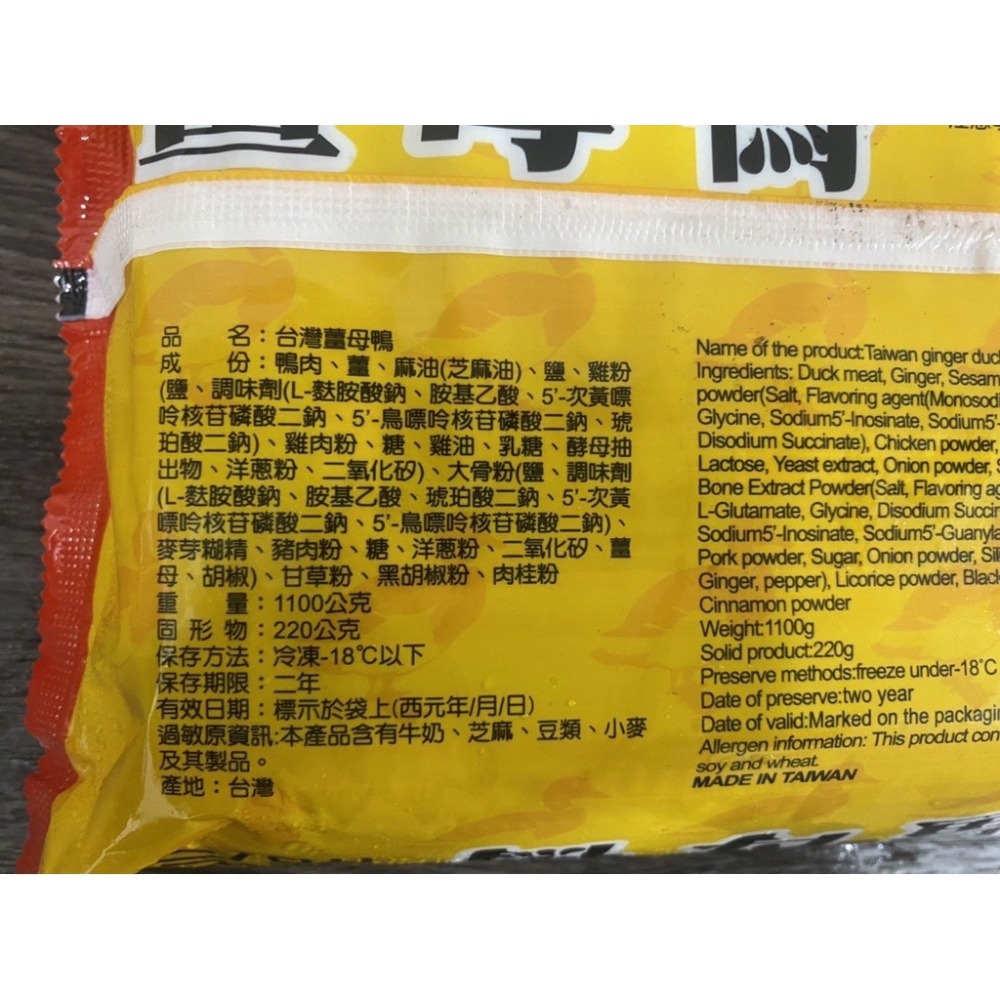 品 名：台灣薑母鴨
成 份：鴨肉、薑、麻油(芝麻油)、鹽、雞粉
(鹽、調味劑(L-麩胺酸鈉、胺基乙酸、5'-次黃嘌
呤核苷磷酸二鈉、5'-鳥嘌呤核苷磷酸二鈉、琥
珀酸二鈉)、雞肉粉、糖、雞油、乳糖、酵母抽
出物、洋蔥粉、二氧化矽)、大骨粉(鹽、調味劑
(L-麩胺酸鈉、胺基乙酸、琥珀酸二鈉、5'-次黃
嘌呤核苷磷酸二鈉、5'-鳥嘌呤核苷磷酸二鈉)、
麥芽糊精、豬肉粉、糖、洋蔥粉、二氧化矽、薑
母、胡椒)、甘草粉、黑胡椒粉、肉桂粉
重 量：1100公克
固 形 物：220公克
保存方法：冷凍-18℃以下
保存期限：二年
有效日期：標示於袋上(西元年/月/日)
過敏原資訊:本產品含有牛奶、芝麻、豆類、小麥
及其製品。
產地：台灣
Name of the product:Taiwan ginger duc
Ingredients: Duck meat, Ginger, Sesam
powder(Salt, Flavoring agent(Monosodi
Glycine, Sodium5'-Inosinate, Sodium5'-
Disodium Succinate), Chicken powder,
Lactose, Yeast extract, Onion powder, S
Bone Extract Powder(Salt, Flavoring ag
L-Glutamate, Glycine, Disodium Succin
Sodium5'-Inosinate, Sodium5'-Guanyla
Pork powder, Sugar, Onion powder, Sili
Ginger, pepper), Licorice powder, Black
Cinnamon powder
Weight:1100g
Solid product:220g
Preserve methods:freeze under-18°C
Date of preserve:two year
Date of valid:Marked on the packagin
Allergen information: This product con
soy and wheat.
MADE IN TAIWAN